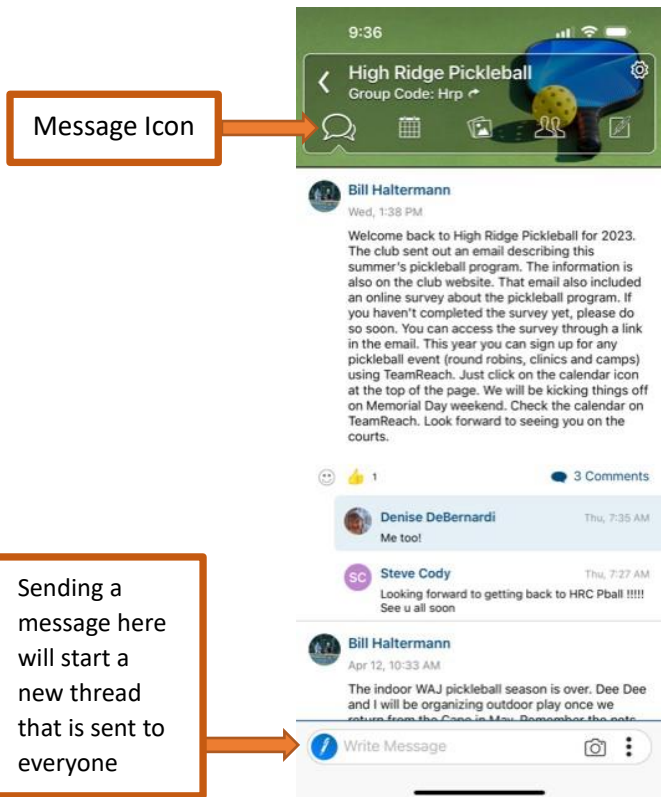 9:36
High Ridge Pickleball
Group Code: Hrp
Message Icon
Bill Haltermann
Wed, 1:38 PM
Welcome back to High Ridge Pickleball for 2023.
The club sent out an email describing this
summer's pickleball program. The information is
also on the club website. That email also included
an online survey about the pickleball program. If
you haven't completed the survey yet, please do
so soon. You can access the survey through a link
in the email. This year you can sign up for any
pickleball event (round robins, clinics and camps)
using TeamReach. Just click on the calendar icon
at the top of the page. We will be kicking things off
on Memorial Day weekend. Check the calendar on
TeamReach. Look forward to seeing you on the
courts.
1
3 Comments
Denise DeBernardi
Thu, 7:35 AM
Me too!
SC
Steve Cody
Thu, 7:27 AM
Looking forward to getting back to HRC Pball !!!!!
See u all soon
Bill Haltermann
Apr 12, 10:33 AM
The indoor WAJ pickleball season is over. Dee Dee
and I will be organizing outdoor play once we
return from the Cape in May. Remember the nets
Sending a
message here
will start a
new thread
that is sent to
everyone
Write Message